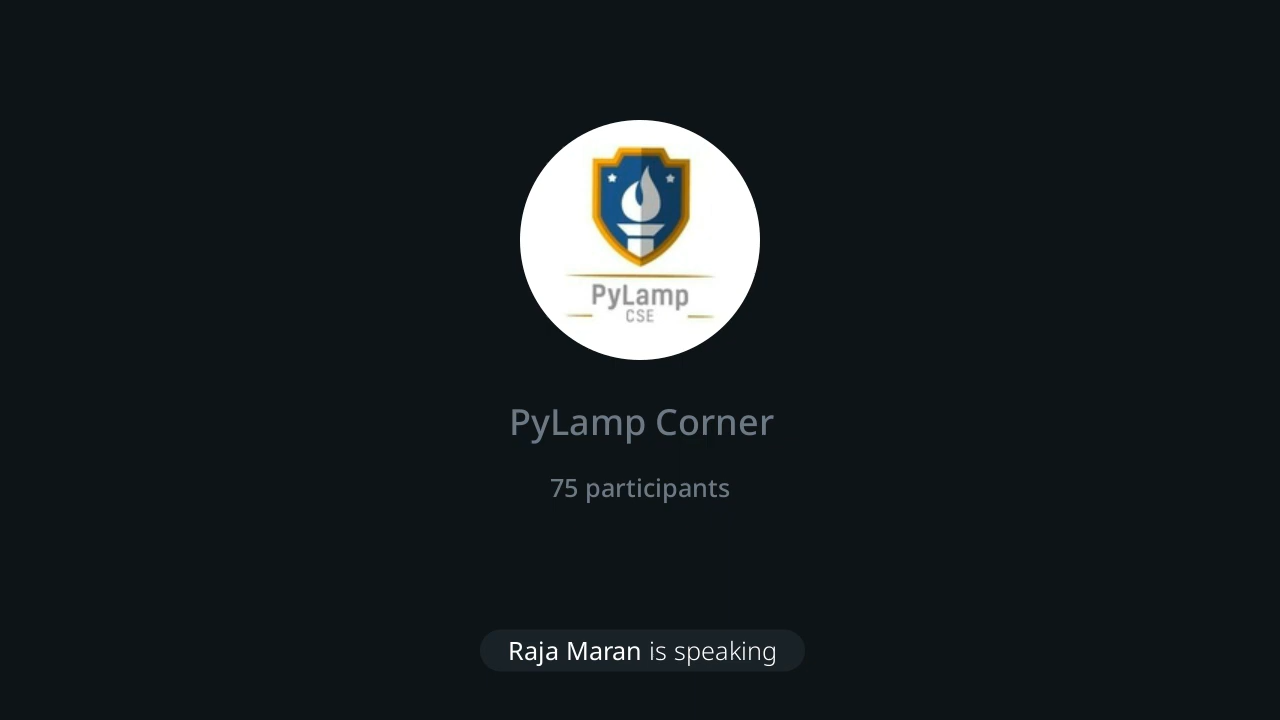 PyLamp
CSE
PyLamp Corner
75 participants
Raja Maran is speaking